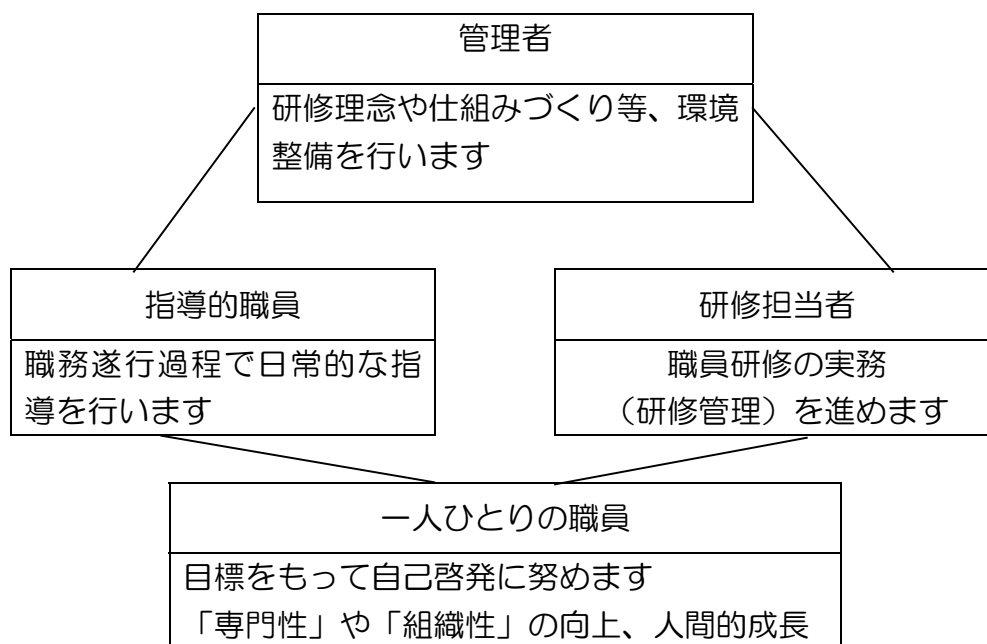 管理者
研修理念や仕組みづくり等、環境
整備を行います
指導的職員
職務遂行過程で日常的な指
導を行います
研修担当者
職員研修の実務
（研修管理）を進めます
一人ひとりの職員
目標をもって自己啓発に努めます
「専門性」や「組織性」の向上、人間的成長